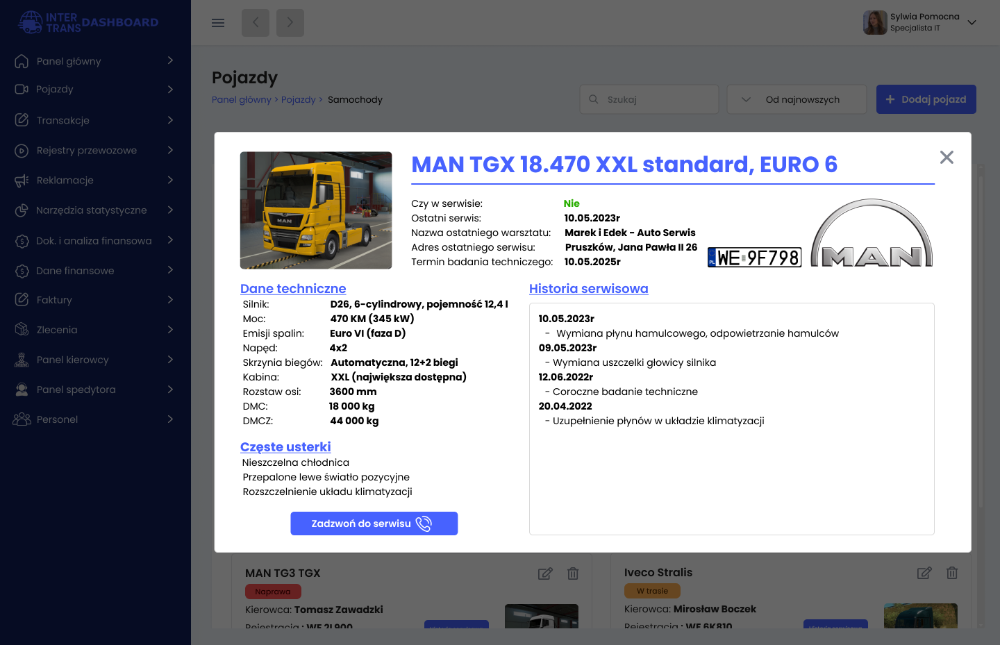 INTER
TRANS DASHBOARD
Sylwia Pomocna
Specjalista IT
Panel główny
Pojazdy
Transakcje
Rejestry przewozowe
Reklamacje
Narzędzia statystyczne
Dok. i analiza finansowa
Dane finansowe
Faktury
Zlecenia
Panel kierowcy
Panel spedytora
Personel
Pojazdy
Panel główny > Pojazdy > Samochody
Szukaj
Od najnowszych
+ Dodaj pojazd
MAN TGX 18.470 XXL standard, EURO 6
MAN
Czy w serwisie: Nie
Ostatni serwis: 10.05.2023r
Nazwa ostatniego warsztatu: Marek i Edek - Auto Serwis
Adres ostatniego serwisu: Pruszków, Jana Pawła II 26
Termin badania techniczego: 10.05.2025r
PL WE 9F798
MAN
Dane techniczne
Silnik: D26, 6-cylindrowy, pojemność 12,4 l
Moc: 470 KM (345 kW)
Emisji spalin: Euro VI (faza D)
Napęd: 4x2
Skrzynia biegów: Automatyczna, 12+2 biegi
Kabina: XXL (największa dostępna)
Rozstaw osi: 3600 mm
DMC: 18 000 kg
DMCZ: 44 000 kg
Częste usterki
Nieszczelna chłodnica
Przepalone lewe światło pozycyjne
Rozszczelnienie układu klimatyzacji
Zadzwoń do serwisu
Historia serwisowa
10.05.2023r
- Wymiana płynu hamulcowego, odpowietrzanie hamulców
09.05.2023r
- Wymiana uszczelki głowicy silnika
12.06.2022r
- Coroczne badanie techniczne
20.04.2022
- Uzupełnienie płynów w układzie klimatyzacji
MAN TG3 TGX
Naprawa
Kierowca: Tomasz Zawadzki
Rejestracja : WE 2L900
Historia serwisowa
Iveco Stralis
W trasie
Kierowca: Mirosław Boczek
Rejestracja : WE 6K810
Historia serwisowa